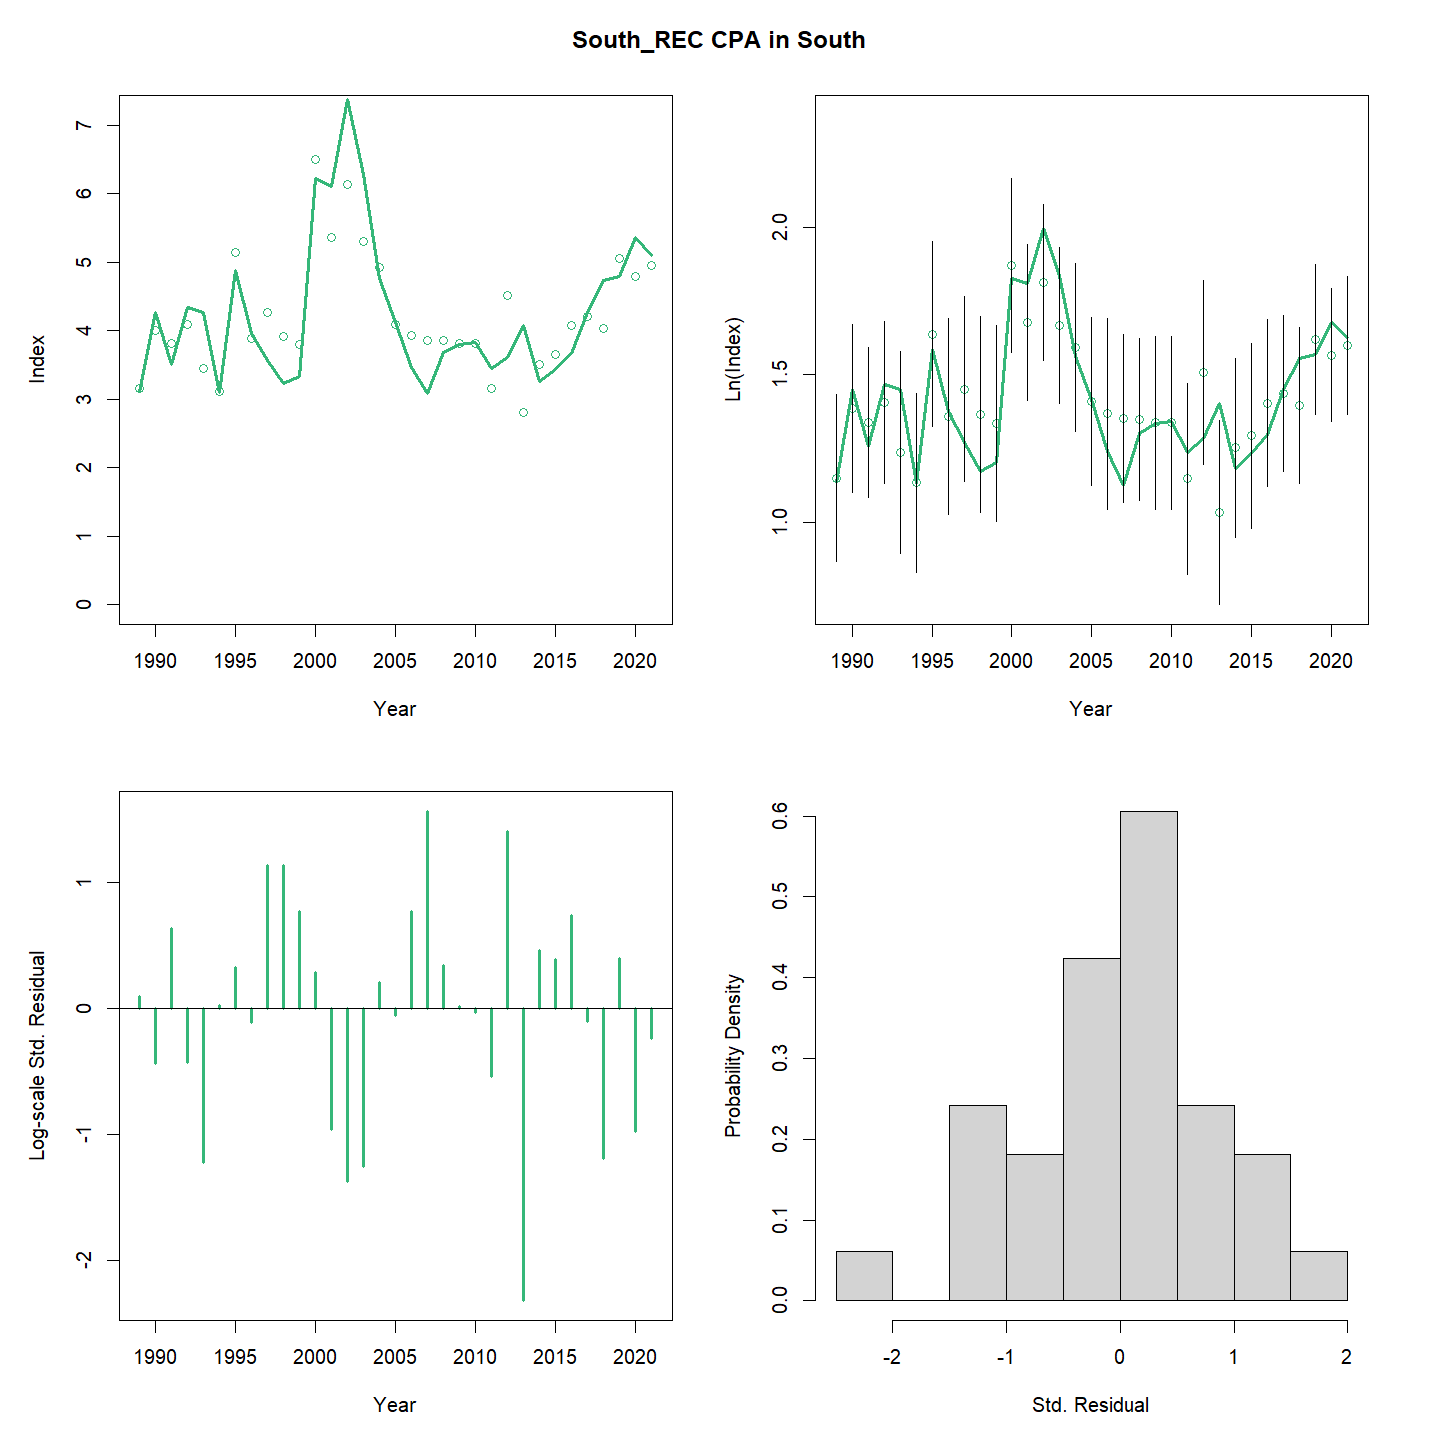 South_REC CPA in South
Index
7
6
5
4
3
2
1
0
1990 1995 2000 2005 2010 2015 2020
Year
Ln(Index)
2.0
1.5
1.0
1990 1995 2000 2005 2010 2015 2020
Year
Log-scale Std. Residual
1
0
-1
-2
1990 1995 2000 2005 2010 2015 2020
Year
Probability Density
0.6
0.5
0.4
0.3
0.2
0.1
0.0
-2 -1 0 1 2
Std. Residual